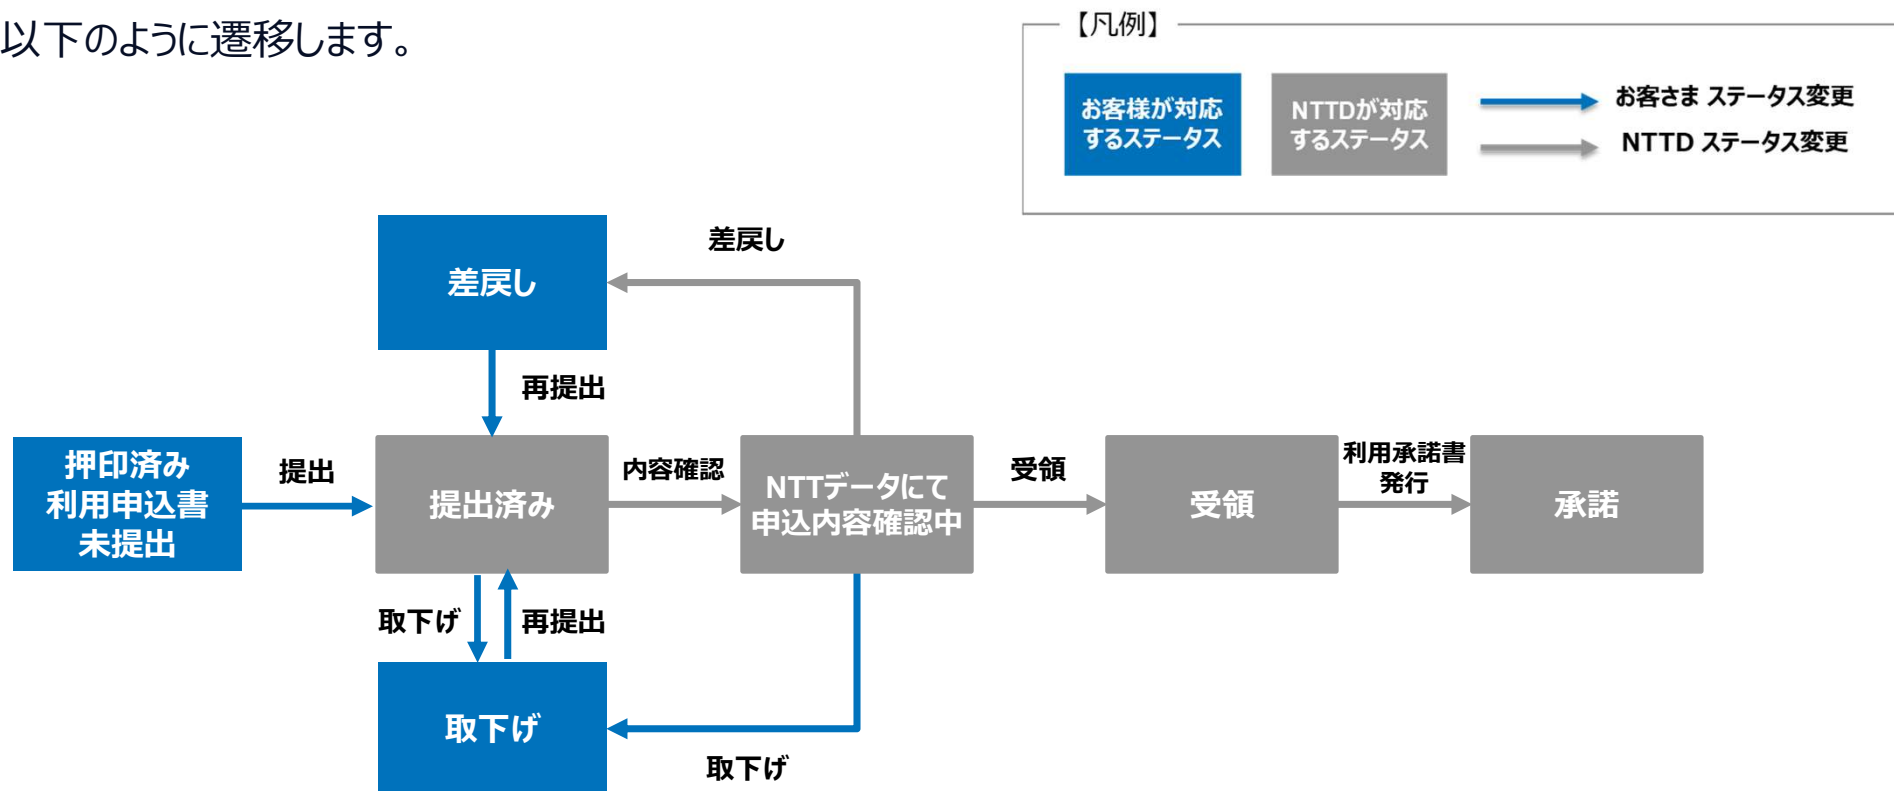 以下のように遷移します。
【凡例】
お客様が対応
するステータス
NTTDが対応
するステータス
お客さま ステータス変更
NTTD ステータス変更
差戻し
差戻し
再提出
押印済み
利用申込書
未提出
提出
提出済み
内容確認
NTTデータにて
申込内容確認中
受領
受領
利用承諾書
発行
承諾
取下げ
再提出
取下げ
取下げ